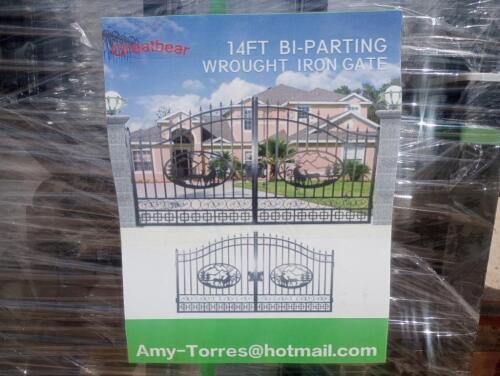 Greatbear
14FT BI-PARTING
WROUGHT IRON GATE
Amy-Torres@hotmail.com